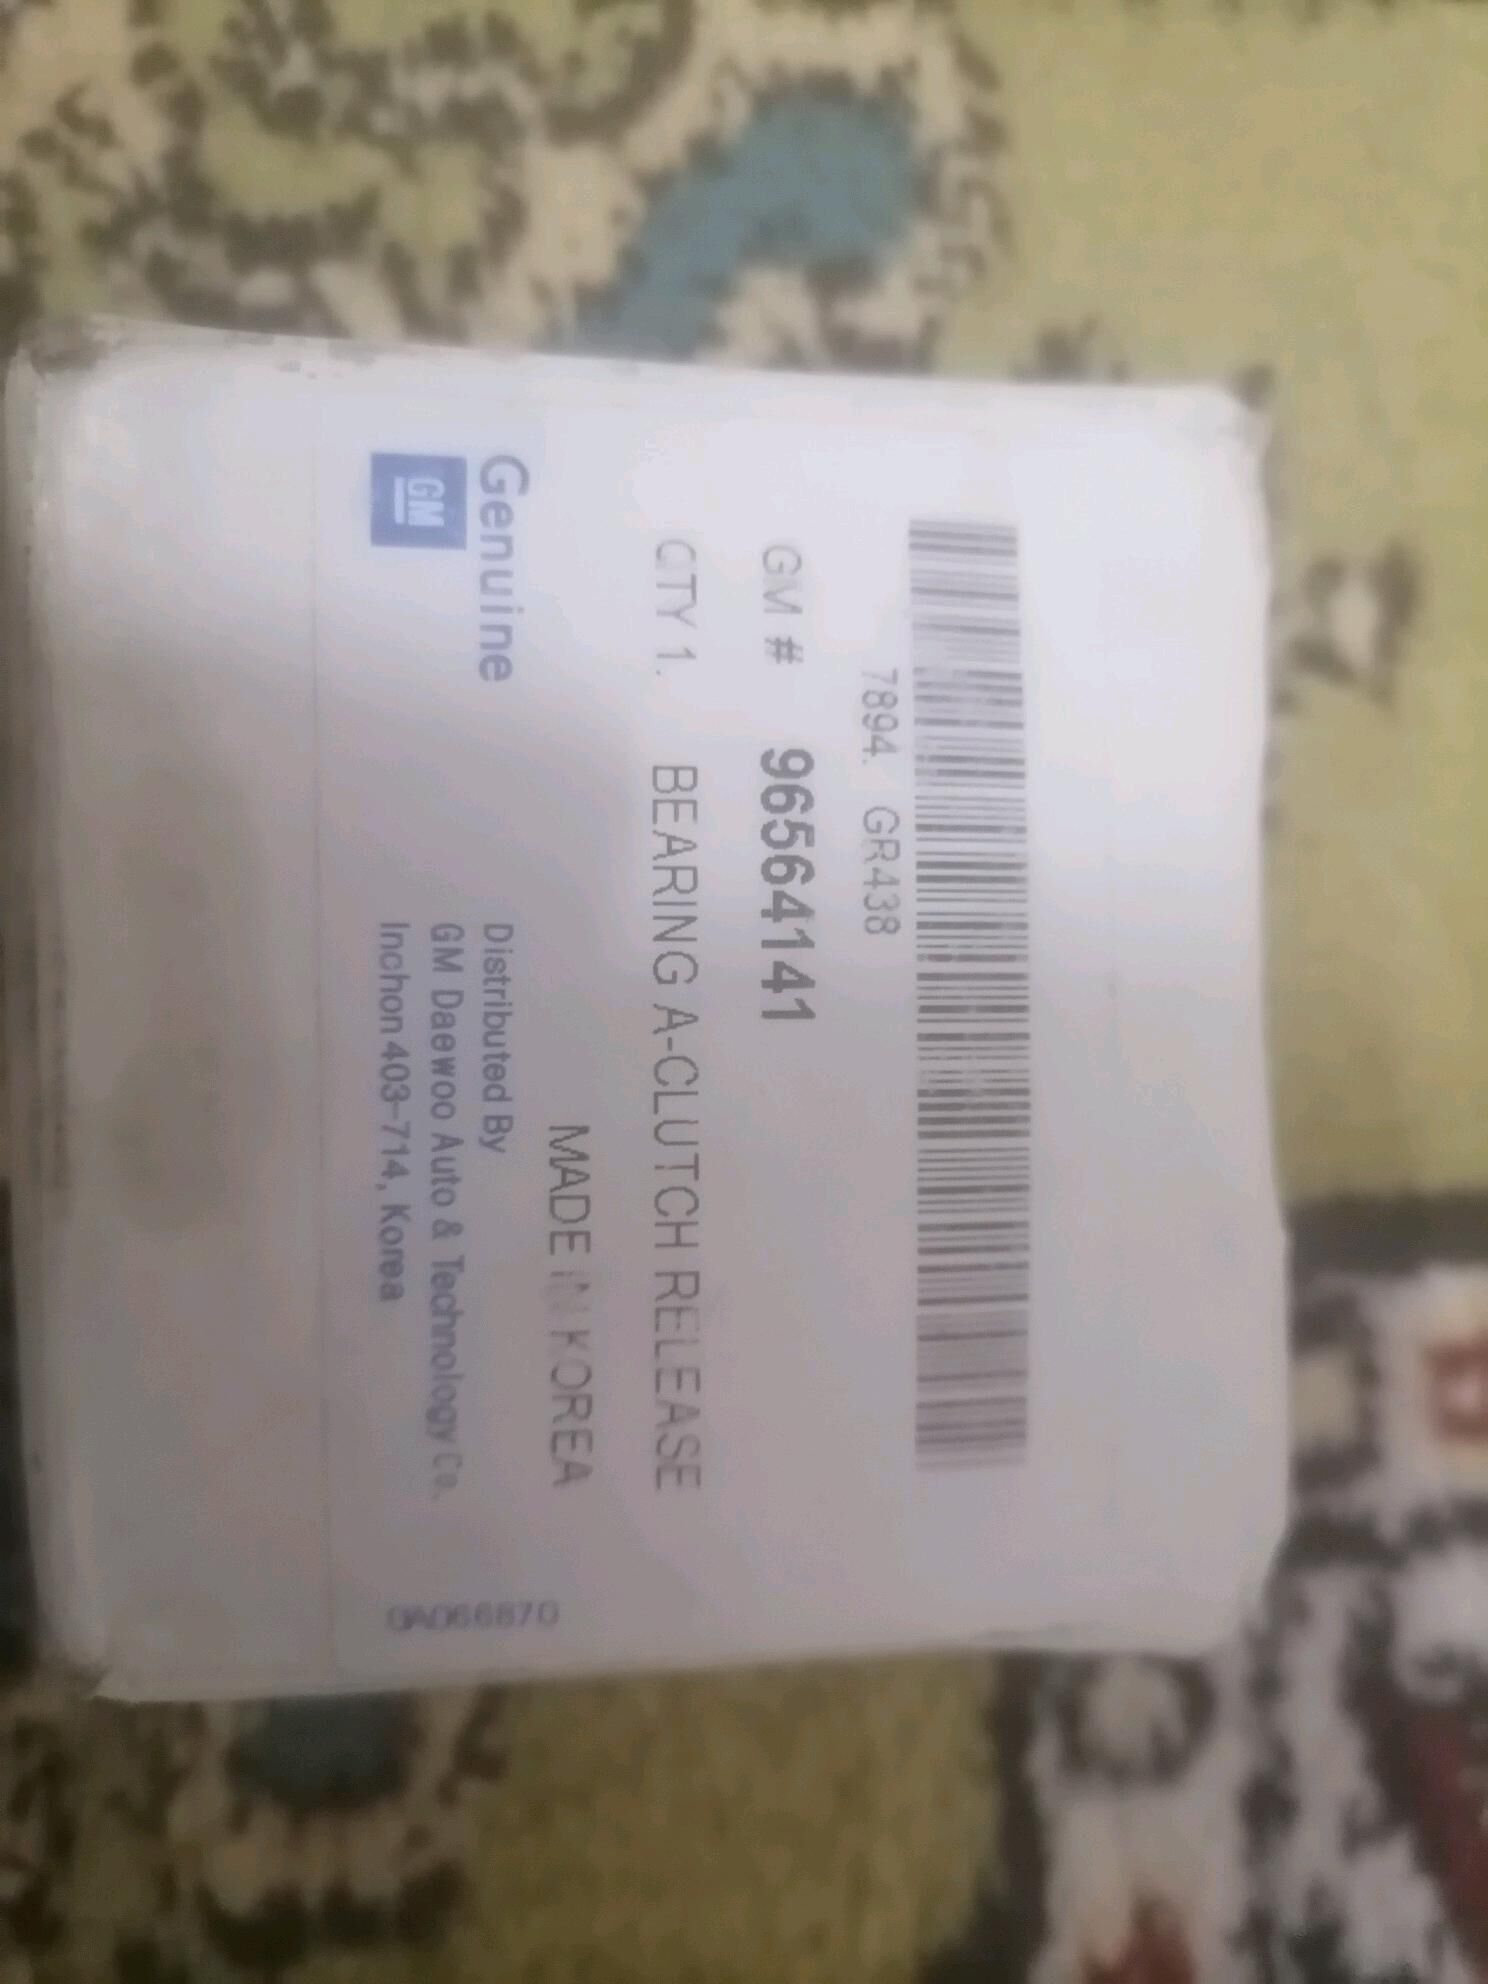 7894. GR438
GM # 96564141
QTY 1. BEARING A-CLUTCH RELEASE
MADE IN KOREA
Genuine
GM
Distributed By
GM Daewoo Auto & Technology Co.
Inchon 403-714, Korea